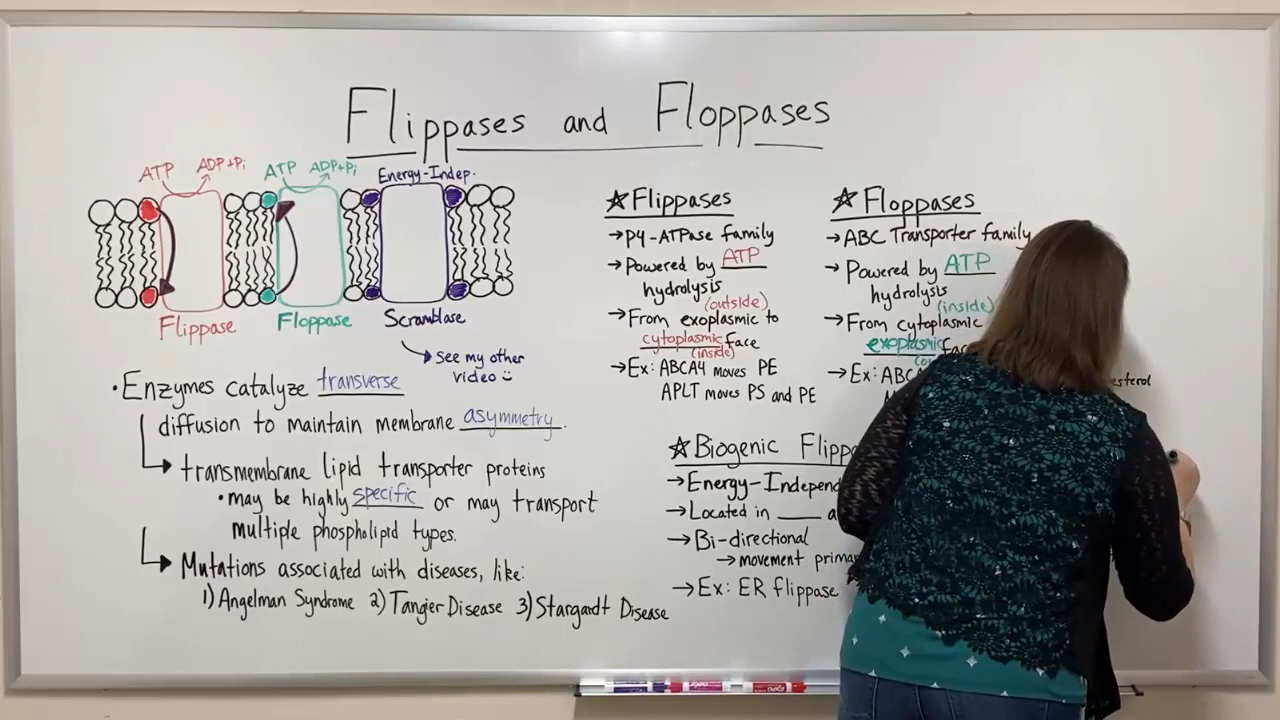 Flippases and Floppases
ATP ADP+Pi ATP ADP+Pi Energy-Indep.
Flippase Floppase Scramblase
See my other
video
• Enzymes catalyze transverse
diffusion to maintain membrane asymmetry.
transmembrane lipid transporter proteins
• may be highly specific or may transport
multiple phospholipid types.
Mutations associated with diseases, like:
1) Angelman Syndrome 2) Tangier Disease 3) Stargardt Disease
★ Flippases
→ P4-ATPase family
→ Powered by ATP
hydrolysis
(outside)
→ From exoplasmic to
cytoplasmic face
(inside)
→ Ex: ABCA4 moves PE
APLT moves PS and PE
★ Floppases
→ ABC Transporter family
→ Powered by ATP
hydrolysis
(inside)
→ From cytoplasmic
exoplasmic
→ Ex:
★ Biogenic
→
→ Located in ____
→ Bi-directional
→ movement
→ Ex: ER flippase